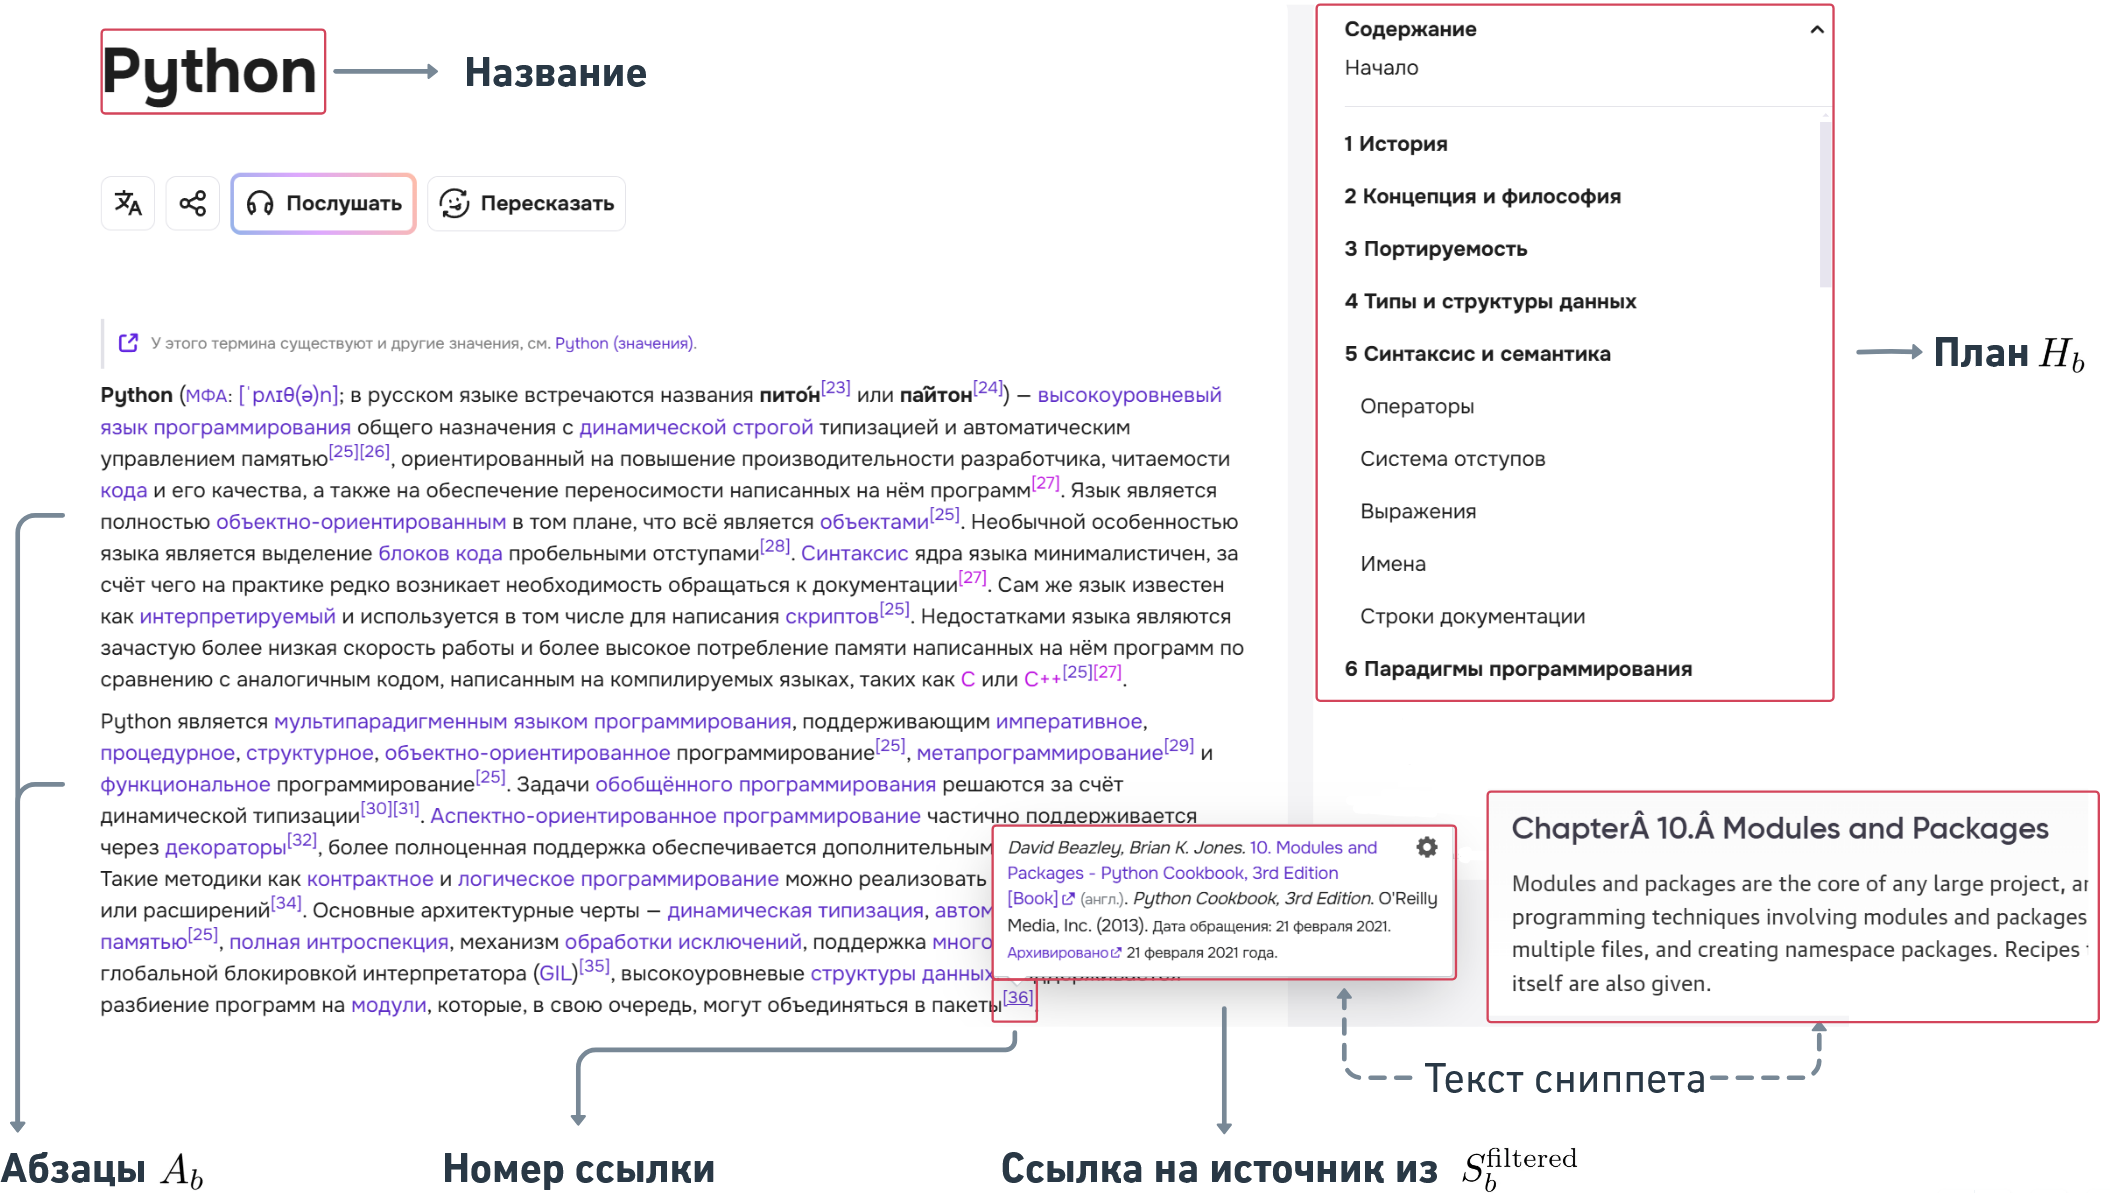 Python
Название
Послушать
Пересказать
У этого термина существуют и другие значения, см. Python (значения).
Python (МФА: [ˈpʌɪθ(ə)n]; в русском языке встречаются названия пито́н[23] или па́йтон[24]) — высокоуровневый
язык программирования общего назначения с динамической строгой типизацией и автоматическим
управлением памятью[25][26], ориентированный на повышение производительности разработчика, читаемости
кода и его качества, а также на обеспечение переносимости написанных на нём программ[27]. Язык является
полностью объектно-ориентированным в том плане, что всё является объектами[25]. Необычной особенностью
языка является выделение блоков кода пробельными отступами[28]. Синтаксис ядра языка минималистичен, за
счёт чего на практике редко возникает необходимость обращаться к документации[27]. Сам же язык известен
как интерпретируемый и используется в том числе для написания скриптов[25]. Недостатками языка являются
зачастую более низкая скорость работы и более высокое потребление памяти написанных на нём программ по
сравнению с аналогичным кодом, написанным на компилируемых языках, таких как C или C++[25][27].
Python является мультипарадигменным языком программирования, поддерживающим императивное,
процедурное, структурное, объектно-ориентированное программирование[25], метапрограммирование[29] и
функциональное программирование[25]. Задачи обобщённого программирования решаются за счёт
динамической типизации[30][31]. Аспектно-ориентированное программирование частично поддерживается
через декораторы[32], более полноценная поддержка обеспечивается дополнительным
Такие методики как контрактное и логическое программирование можно реализовать
или расширений[34]. Основные архитектурные черты — динамическая типизация, автом
памятью[25], полная интроспекция, механизм обработки исключений, поддержка много
глобальной блокировкой интерпретатора (GIL)[35], высокоуровневые структуры данных
разбиение программ на модули, которые, в свою очередь, могут объединяться в пакеты[36].
David Beazley, Brian K. Jones. 10. Modules and
Packages - Python Cookbook, 3rd Edition
[Book] (англ.). Python Cookbook, 3rd Edition. O'Reilly
Media, Inc. (2013). Дата обращения: 21 февраля 2021.
Архивировано 21 февраля 2021 года.
Содержание
Начало
1 История
2 Концепция и философия
3 Портируемость
4 Типы и структуры данных
5 Синтаксис и семантика
Операторы
Система отступов
Выражения
Имена
Строки документации
6 Парадигмы программирования
План H_b
ChapterÂ 10.Â Modules and Packages
Modules and packages are the core of any large project, ar
programming techniques involving modules and packages
multiple files, and creating namespace packages. Recipes
itself are also given.
Текст сниппета
Абзацы A_b
Номер ссылки
Ссылка на источник из S_b^filtered